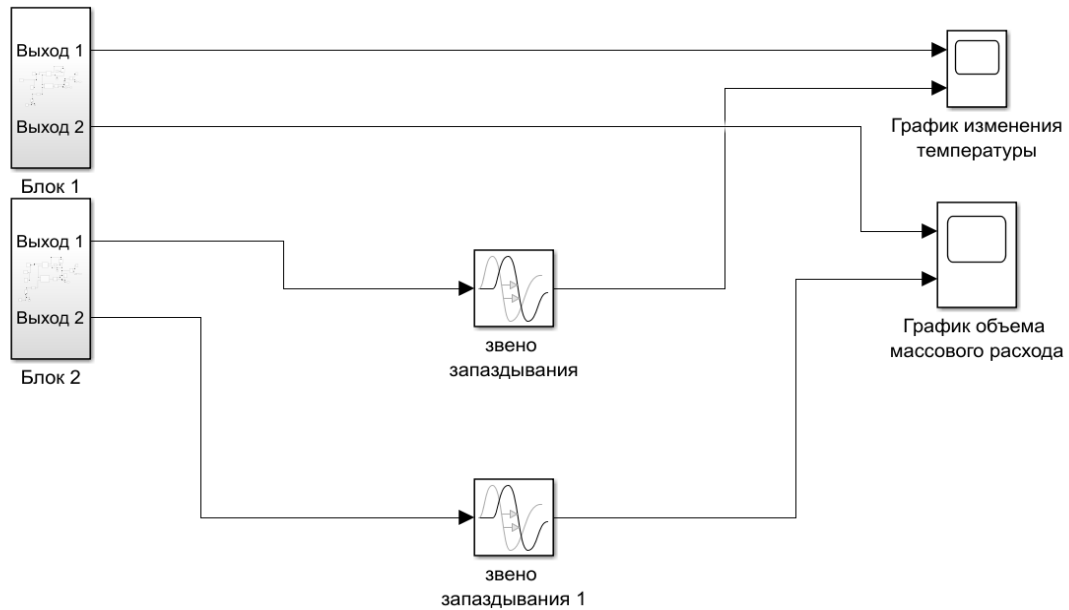 Выход 1
Выход 2
Блок 1
Выход 1
Выход 2
Блок 2
звено
запаздывания
звено
запаздывания 1
График изменения
температуры
График объема
массового расхода